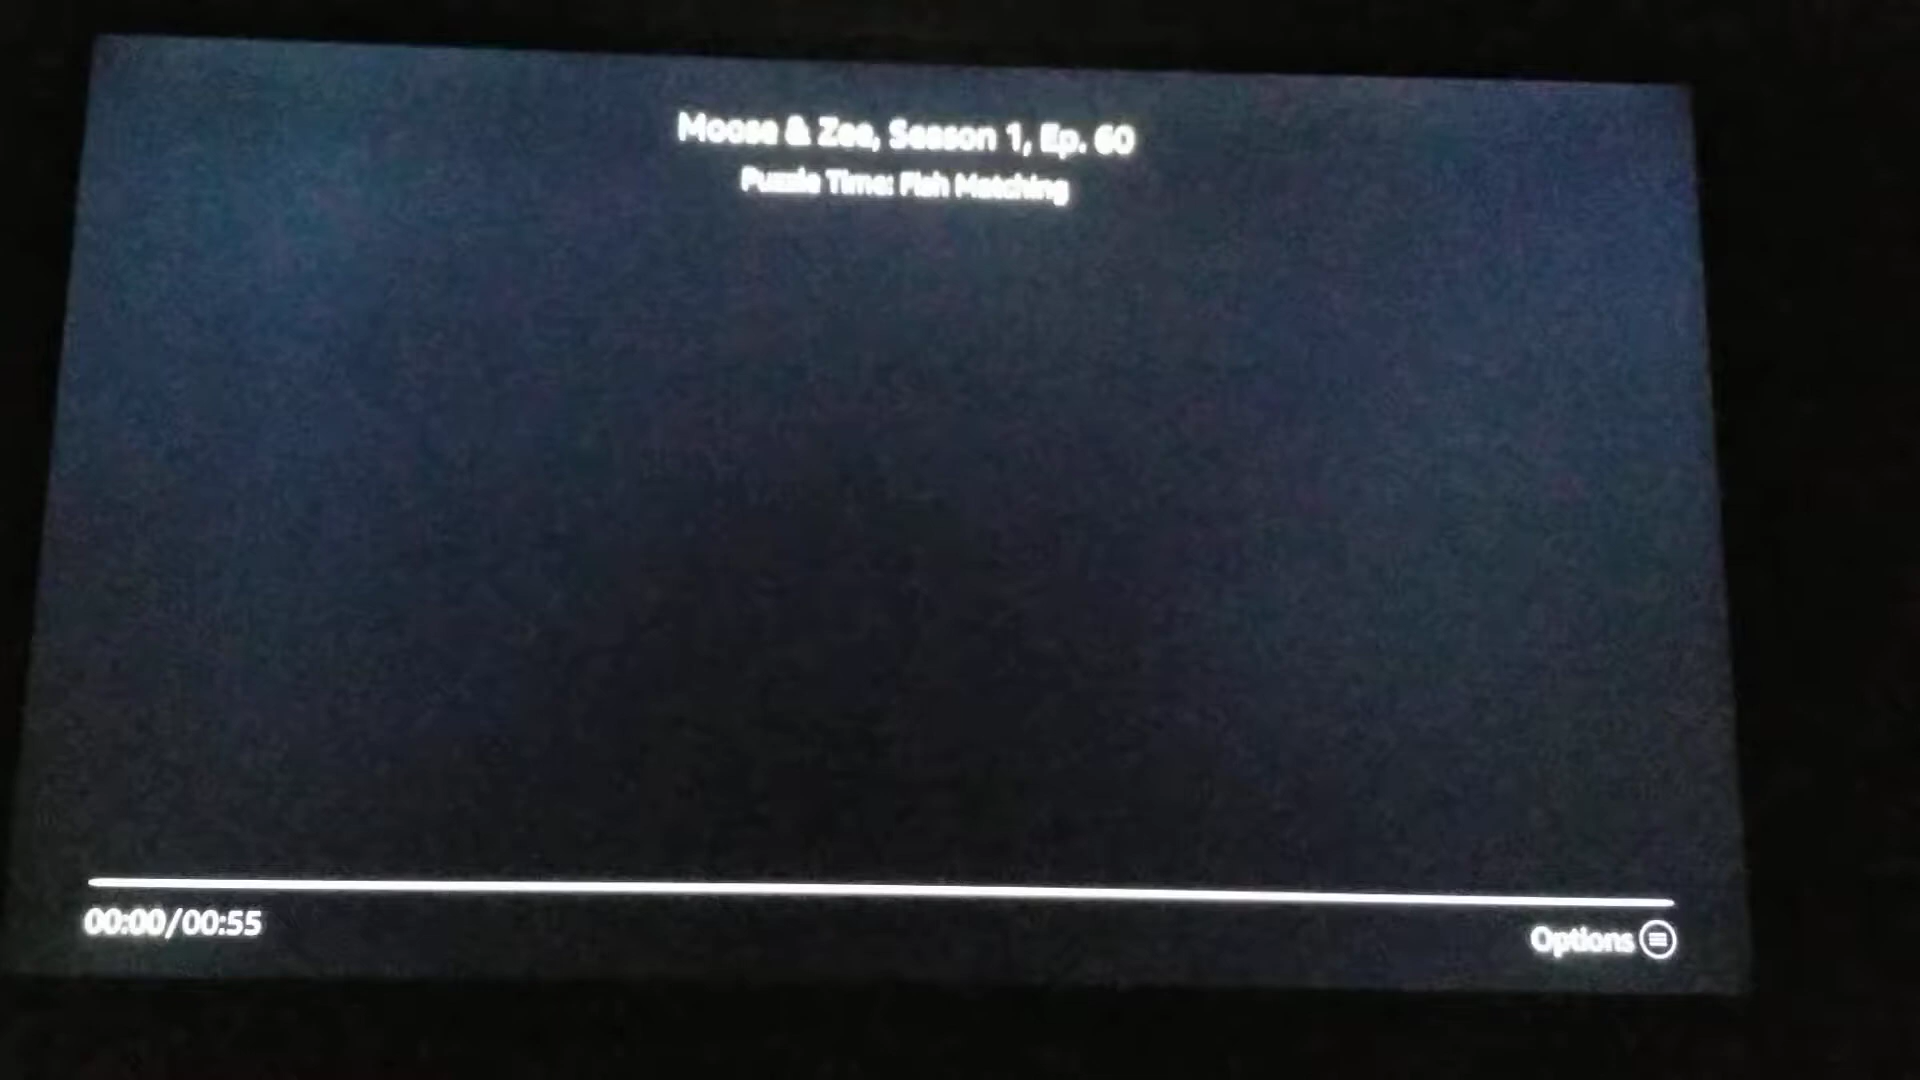 Moose & Zee, Season 1, Ep. 60
Puzzle Time: Fish Matching
00:00/00:55
Options